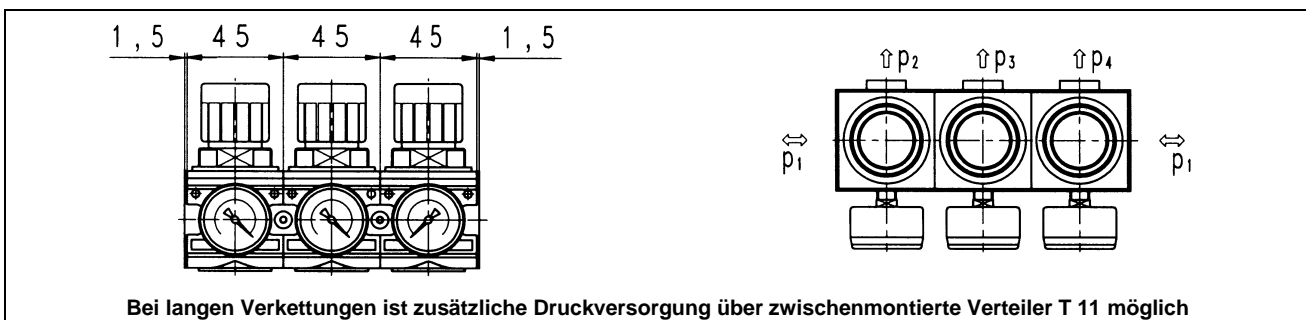 1,5 45 45 45 1,5
p₂ p₃ p₄
p₁ p₁
Bei langen Verkettungen ist zusätzliche Druckversorgung über zwischenmontierte Verteiler T 11 möglich